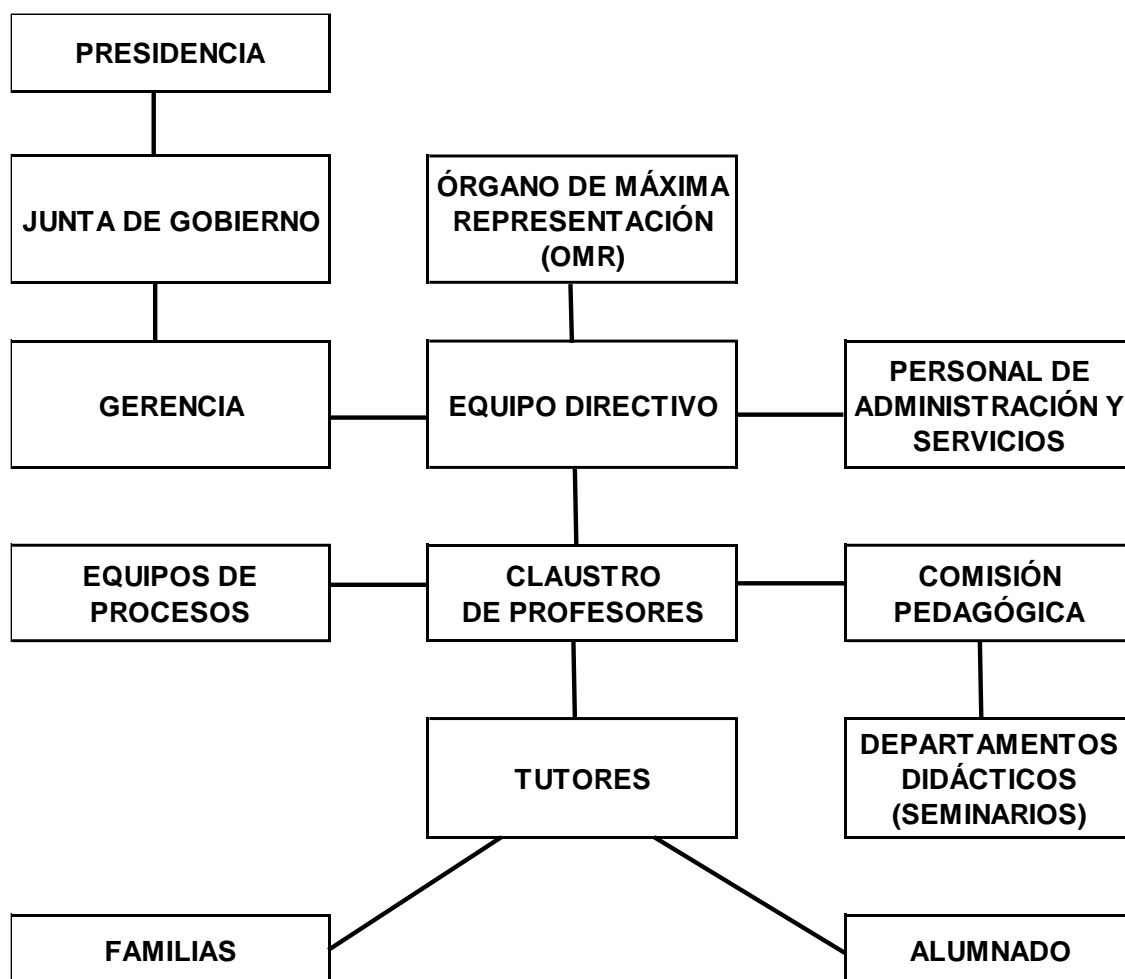 PRESIDENCIA
JUNTA DE GOBIERNO
ÓRGANO DE MÁXIMA
REPRESENTACIÓN
(OMR)
GERENCIA
EQUIPO DIRECTIVO
PERSONAL DE
ADMINISTRACIÓN Y
SERVICIOS
EQUIPOS DE
PROCESOS
CLAUSTRO
DE PROFESORES
COMISIÓN
PEDAGÓGICA
TUTORES
DEPARTAMENTOS
DIDÁCTICOS
(SEMINARIOS)
FAMILIAS
ALUMNADO